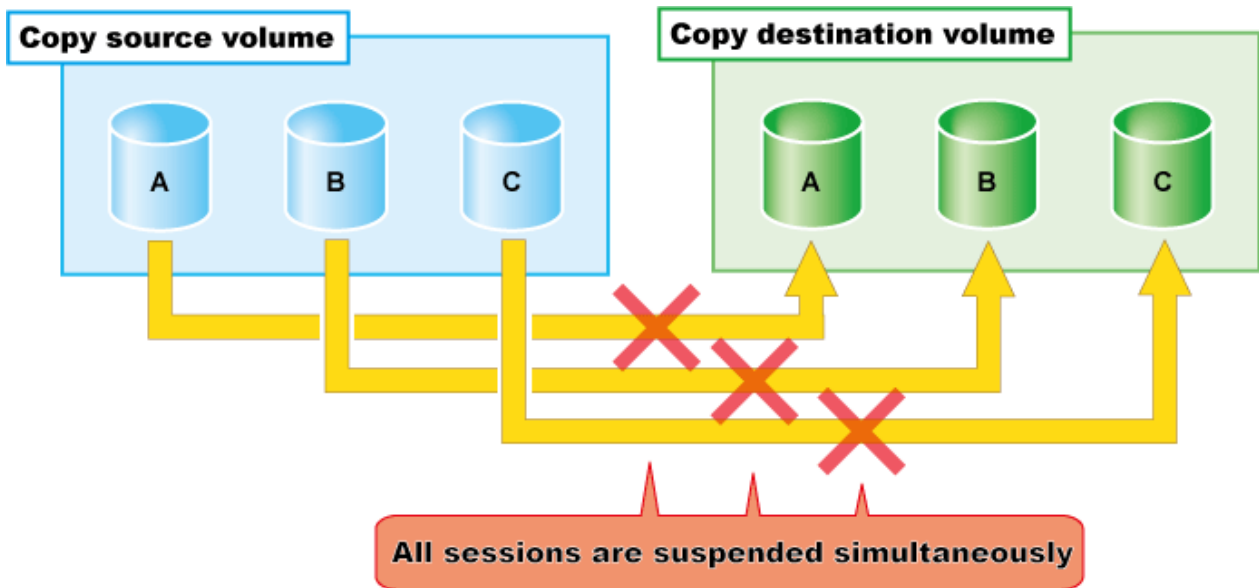 Copy source volume
Copy destination volume
A
B
C
A
B
C
All sessions are suspended simultaneously